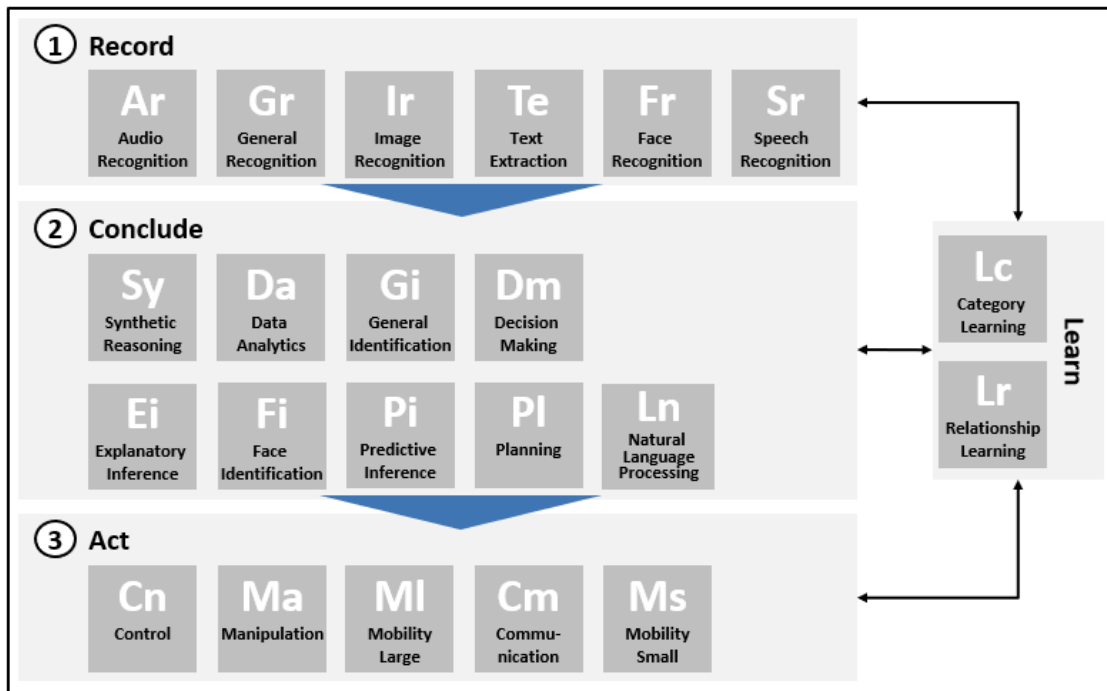 1 Record
Ar
Audio
Recognition
Gr
General
Recognition
Ir
Image
Recognition
Te
Text
Extraction
Fr
Face
Recognition
Sr
Speech
Recognition
2 Conclude
Sy
Synthetic
Reasoning
Da
Data
Analytics
Gi
General
Identification
Dm
Decision
Making
Ei
Explanatory
Inference
Fi
Face
Identification
Pi
Predictive
Inference
Pl
Planning
Ln
Natural
Language
Processing
3 Act
Cn
Control
Ma
Manipulation
Ml
Mobility
Large
Cm
Commu-
nication
Ms
Mobility
Small
Learn
Lc
Category
Learning
Lr
Relationship
Learning